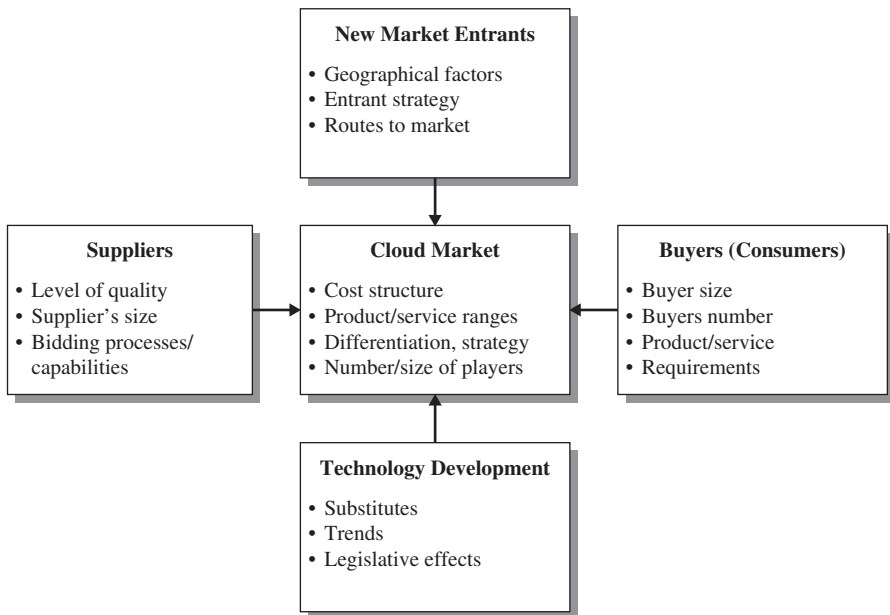 New Market Entrants
• Geographical factors
• Entrant strategy
• Routes to market
Suppliers
• Level of quality
• Supplier's size
• Bidding processes/
capabilities
Cloud Market
• Cost structure
• Product/service ranges
• Differentiation, strategy
• Number/size of players
Buyers (Consumers)
• Buyer size
• Buyers number
• Product/service
• Requirements
Technology Development
• Substitutes
• Trends
• Legislative effects